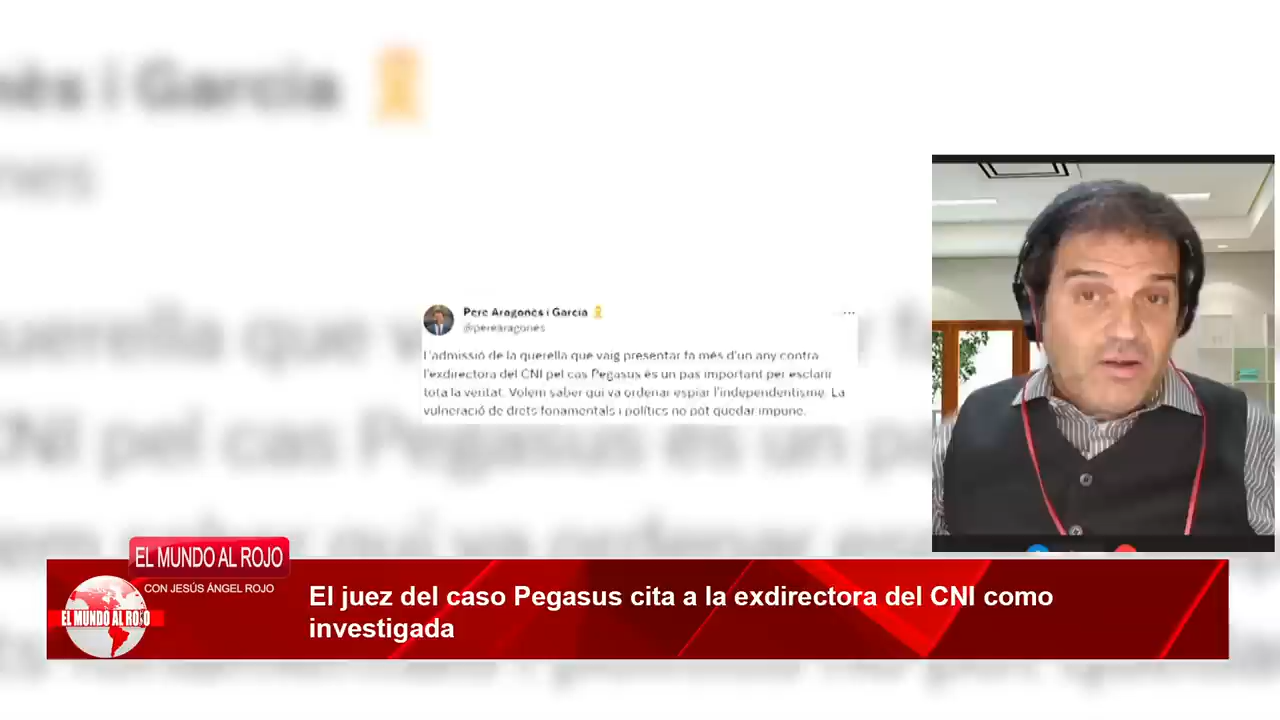 nès i Garcia
nes
Pere Aragonès i Garcia
@perearagones
L'admissió de la querella que vaig presentar fa més d'un any contra
l'exdirectora del CNI pel cas Pegasus és un pas important per esclarir
tota la veritat. Volem saber qui va ordenar espiar l'independentisme. La
vulneració de drets fonamentals i polítics no pot quedar impune.
EL MUNDO AL ROJO
CON JESÚS ÁNGEL ROJO
EL MUNDO AL ROJO
El juez del caso Pegasus cita a la exdirectora del CNI como
investigada